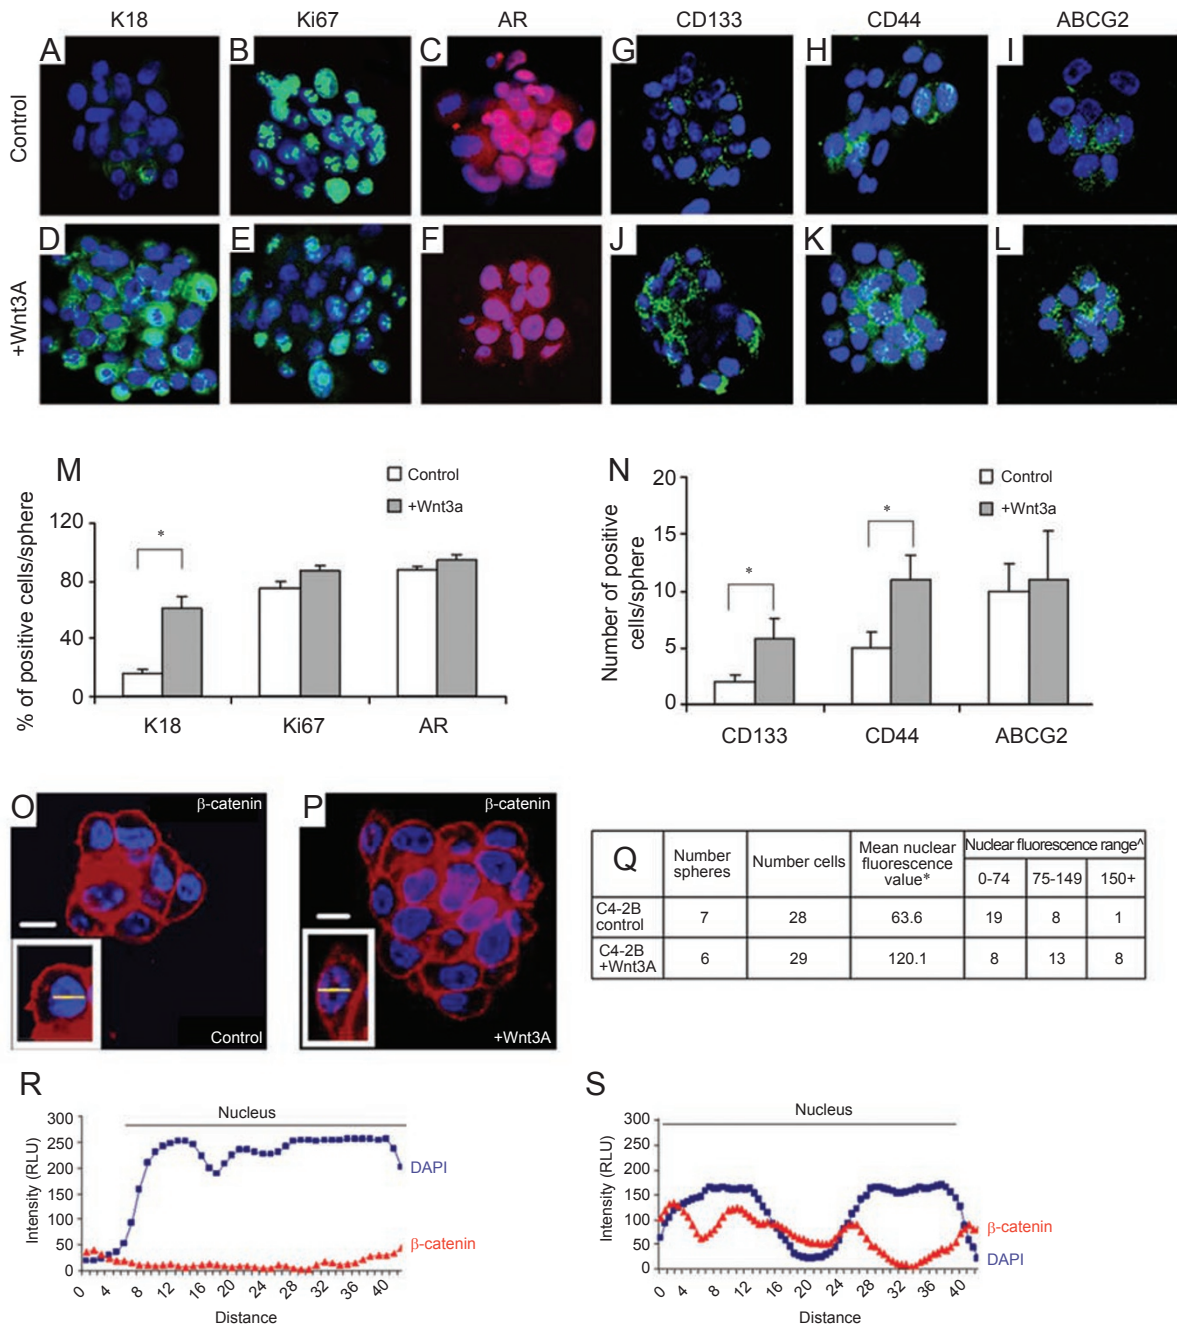 K18 Ki67 AR CD133 CD44 ABCG2
Control
A B C G H I
+Wnt3A
D E F J K L
M
Control
+Wnt3a
% of positive cells/sphere
120
80
40
0
*
K18 Ki67 AR
N
Control
+Wnt3a
Number of positive
cells/sphere
20
15
10
5
0
* *
CD133 CD44 ABCG2
O
β-catenin
Control
P
β-catenin
+Wnt3A
Q
Number spheres
Number cells
Mean nuclear fluorescence value*
Nuclear fluorescence range^
0-74 75-149 150+
C4-2B control 7 28 63.6 19 8 1
C4-2B +Wnt3A 6 29 120.1 8 13 8
R
Nucleus
Intensity (RLU)
300
250
200
150
100
50
0
DAPI
β-catenin
0 4 8 12 16 20 24 28 32 36 40
Distance
S
Nucleus
Intensity (RLU)
300
250
200
150
100
50
0
β-catenin
DAPI
0 4 8 12 16 20 24 28 32 36 40
Distance